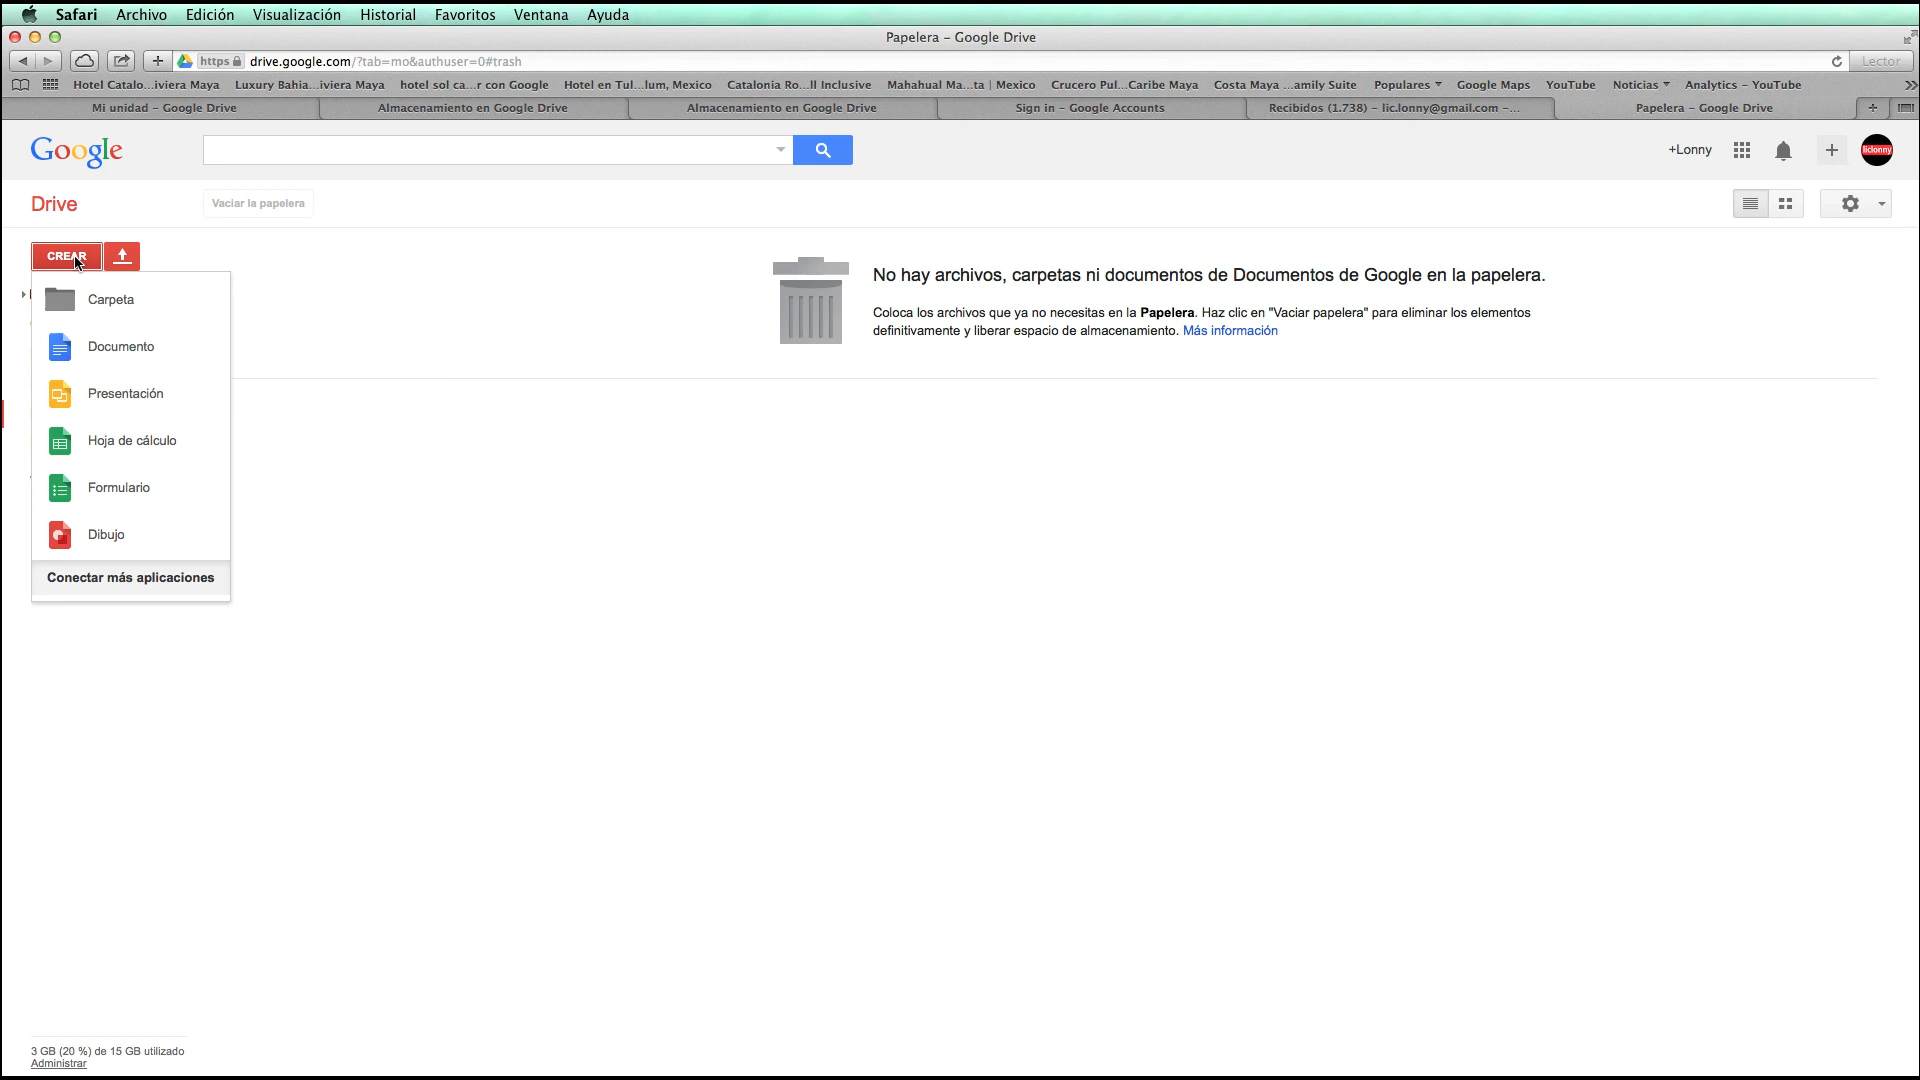 Safari Archivo Edición Visualización Historial Favoritos Ventana Ayuda
Papelera – Google Drive
https drive.google.com/?tab=mo&authuser=0#trash
Lector
Hotel Catalo...iviera Maya Luxury Bahia...iviera Maya hotel sol ca...r con Google Hotel en Tul...lum, Mexico Catalonia Ro...ll Inclusive Mahahual Ma...ta | Mexico Crucero Pul...Caribe Maya Costa Maya ...amily Suite Populares Google Maps YouTube Noticias Analytics – YouTube
Mi unidad – Google Drive Almacenamiento en Google Drive Almacenamiento en Google Drive Sign in – Google Accounts Recibidos (1.738) – lic.lonny@gmail.com –... Papelera – Google Drive
Google
+Lonny
liclonny
Drive
Vaciar la papelera
CREAR
Carpeta
Documento
Presentación
Hoja de cálculo
Formulario
Dibujo
Conectar más aplicaciones
No hay archivos, carpetas ni documentos de Documentos de Google en la papelera.
Coloca los archivos que ya no necesitas en la Papelera. Haz clic en "Vaciar papelera" para eliminar los elementos
definitivamente y liberar espacio de almacenamiento. Más información
3 GB (20 %) de 15 GB utilizado
Administrar